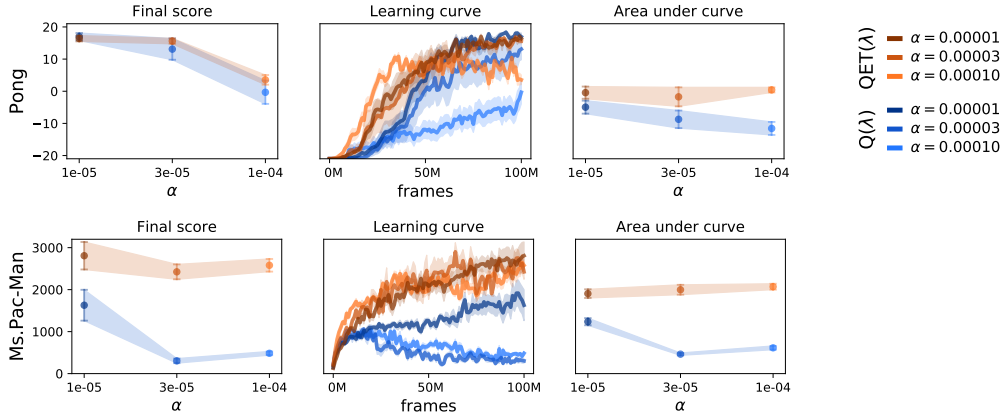 Final score
Learning curve
Area under curve
Pong
20
10
0
−10
−20
1e-05
3e-05
1e-04
α
0M
50M
100M
frames
1e-05
3e-05
1e-04
α
QET(λ)
α = 0.00001
α = 0.00003
α = 0.00010
Q(λ)
α = 0.00001
α = 0.00003
α = 0.00010
Final score
Learning curve
Area under curve
Ms.Pac-Man
3000
2000
1000
0
1e-05
3e-05
1e-04
α
0M
50M
100M
frames
1e-05
3e-05
1e-04
α